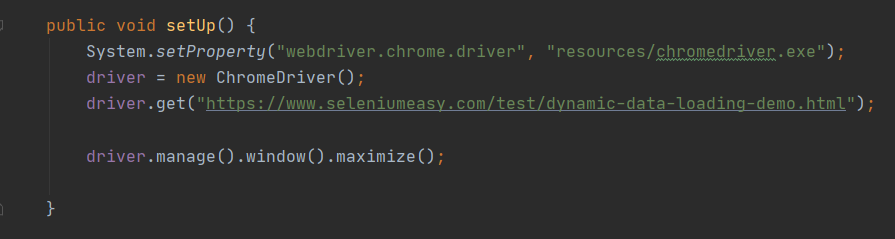 public void setUp() {
System.setProperty("webdriver.chrome.driver", "resources/chromedriver.exe");
driver = new ChromeDriver();
driver.get("https://www.seleniumeasy.com/test/dynamic-data-loading-demo.html");
driver.manage().window().maximize();
}